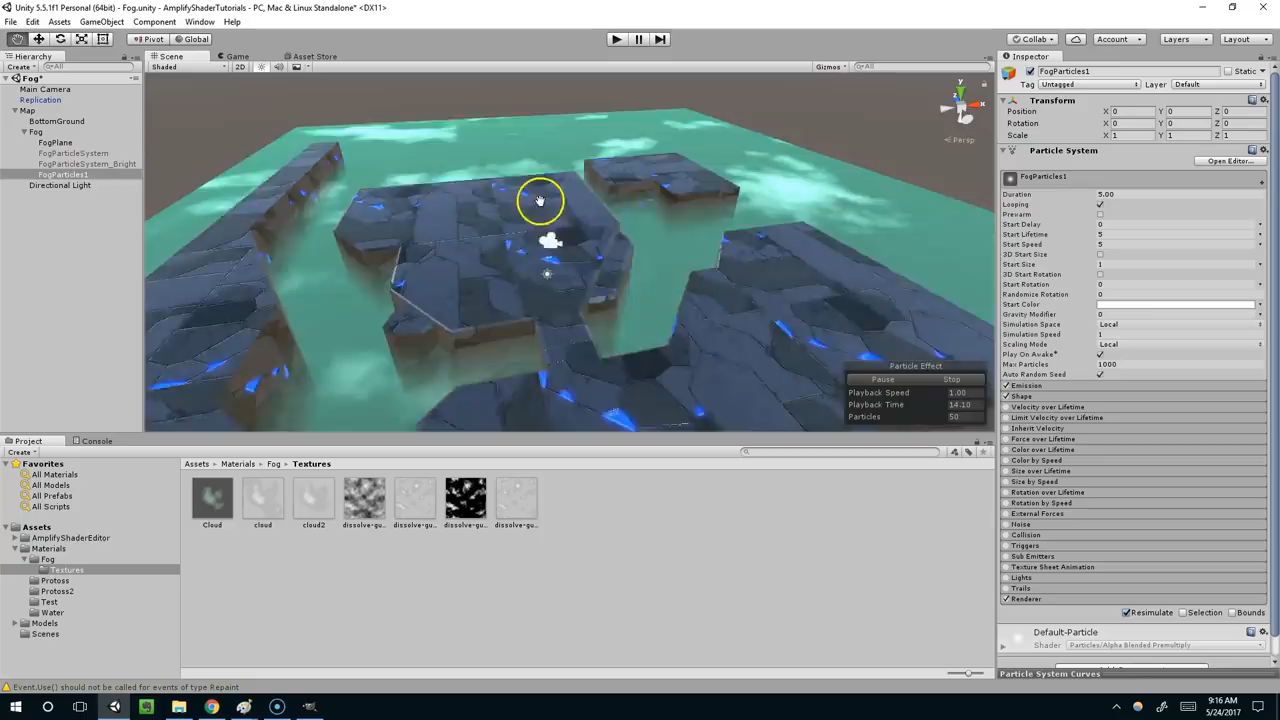 Unity 5.5.1f1 Personal (64bit) - Fog.unity - AmplifyShaderTutorials - PC, Mac & Linux Standalone* <DX11>
File Edit Assets GameObject Component Window Help
Pivot Global Collab Account Layers Layout
Hierarchy Scene Game Asset Store Inspector
Create All Shaded 2D Gizmos All
Fog*
Main Camera
Replication
Map
BottomGround
Fog
FogPlane
FogParticleSystem
FogParticleSystem_Bright
FogParticles1
Directional Light
y
x
z
Persp
Particle Effect
Pause Stop
Playback Speed 1.00
Playback Time 14.10
Particles 50
FogParticles1 Static
Tag Untagged Layer Default
Transform
Position X 0 Y 0 Z 0
Rotation X 0 Y 0 Z 0
Scale X 1 Y 1 Z 1
Particle System
Open Editor...
FogParticles1
Duration 5.00
Looping
Prewarm
Start Delay 0
Start Lifetime 5
Start Speed 5
3D Start Size
Start Size 1
3D Start Rotation
Start Rotation 0
Randomize Rotation 0
Start Color
Gravity Modifier 0
Simulation Space Local
Simulation Speed 1
Scaling Mode Local
Play On Awake*
Max Particles 1000
Auto Random Seed
Emission
Shape
Velocity over Lifetime
Limit Velocity over Lifetime
Inherit Velocity
Force over Lifetime
Color over Lifetime
Color by Speed
Size over Lifetime
Size by Speed
Rotation over Lifetime
Rotation by Speed
External Forces
Noise
Collision
Triggers
Sub Emitters
Texture Sheet Animation
Lights
Trails
Renderer
Resimulate Selection Bounds
Default-Particle
Shader Particles/Alpha Blended Premultiply
Particle System Curves
Project Console
Create
Favorites
All Materials
All Models
All Prefabs
All Scripts
Assets
AmplifyShaderEditor
Materials
Fog
Textures
Protoss
Protoss2
Test
Water
Models
Scenes
Assets Materials Fog Textures
Cloud cloud cloud2 dissolve-gu... dissolve-gu... dissolve-gu... dissolve-gu...
Event.Use() should not be called for events of type Repaint
9:16 AM
5/24/2017